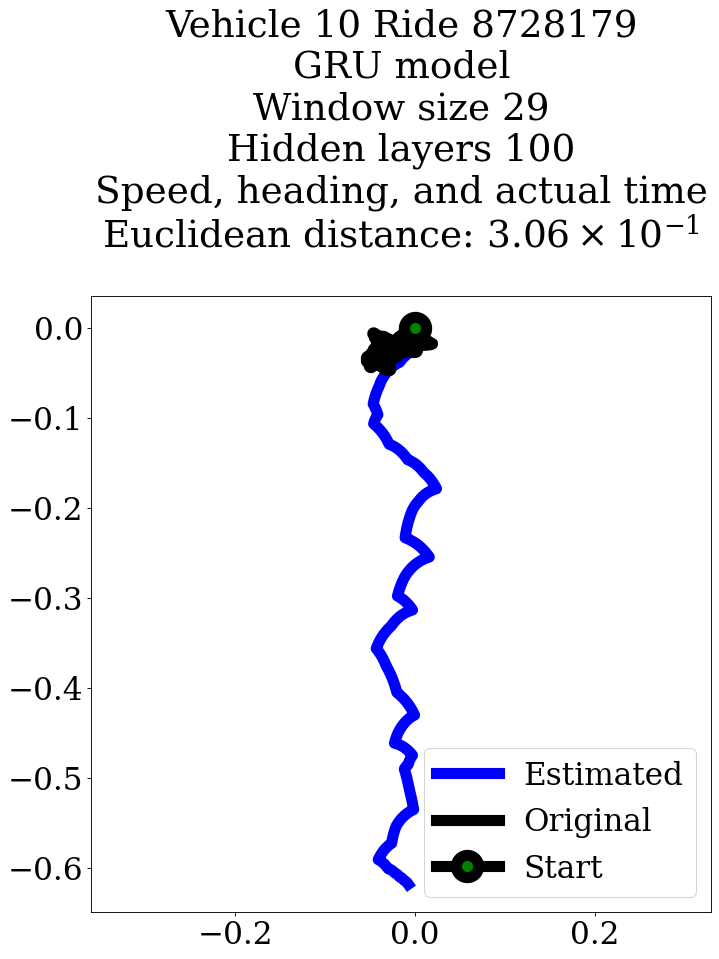 Vehicle 10 Ride 8728179
GRU model
Window size 29
Hidden layers 100
Speed, heading, and actual time
Euclidean distance: 3.06 × 10⁻¹
0.0
−0.1
−0.2
−0.3
−0.4
−0.5
−0.6
Estimated
Original
Start
−0.2 0.0 0.2